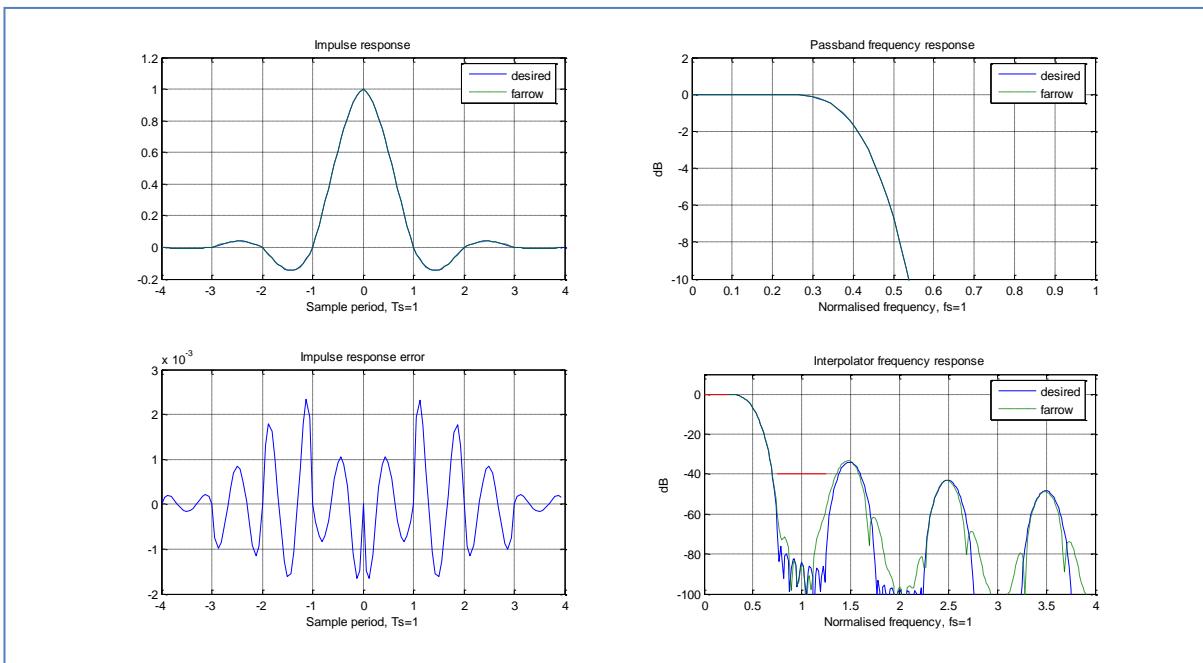 Impulse response
1.2
1
0.8
0.6
0.4
0.2
0
-0.2
-4 -3 -2 -1 0 1 2 3 4
Sample period, Ts=1
desired
farrow
Passband frequency response
2
0
-2
-4
-6
-8
-10
dB
0 0.1 0.2 0.3 0.4 0.5 0.6 0.7 0.8 0.9 1
Normalised frequency, fs=1
desired
farrow
Impulse response error
x 10-3
3
2
1
0
-1
-2
-4 -3 -2 -1 0 1 2 3 4
Sample period, Ts=1
Interpolator frequency response
0
-20
-40
-60
-80
-100
dB
0 0.5 1 1.5 2 2.5 3 3.5 4
Normalised frequency, fs=1
desired
farrow